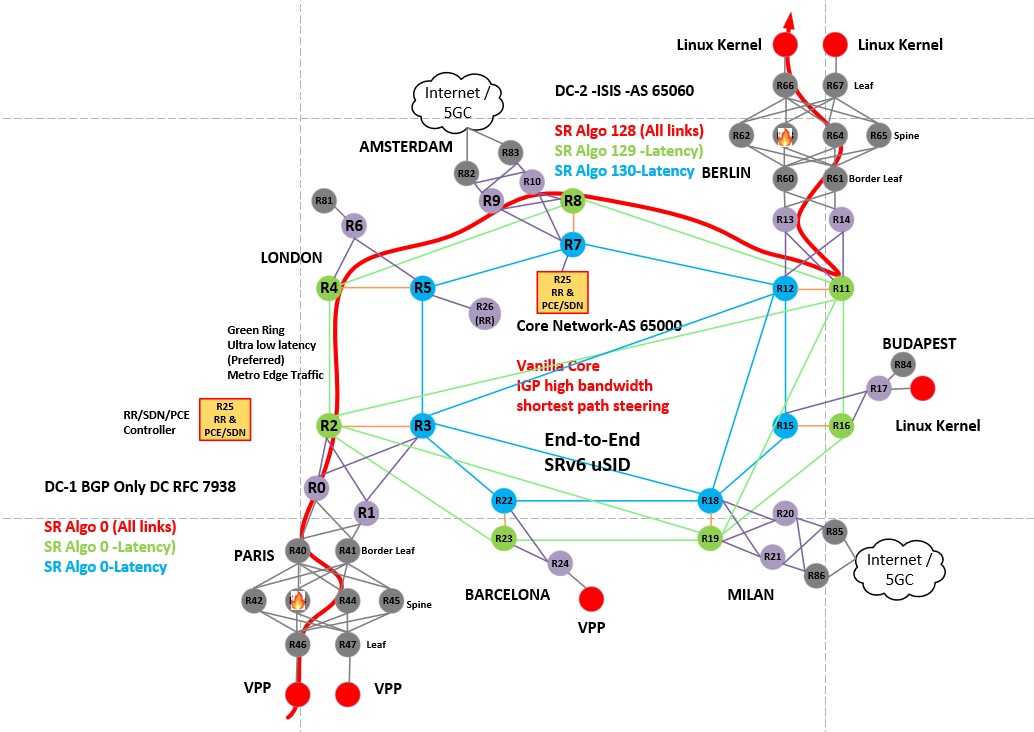 Linux Kernel
Linux Kernel
R66
R67
Leaf
DC-2 -ISIS -AS 65060
Internet /
5GC
SR Algo 128 (All links)
SR Algo 129 -Latency)
SR Algo 130-Latency
R62
R64
R65
Spine
AMSTERDAM
R83
R82
R10
BERLIN
R60
R61
Border Leaf
R81
R9
R8
R6
R13
R14
R7
LONDON
R4
R5
R25
RR &
PCE/SDN
R12
R11
R26
(RR)
Core Network-AS 65000
Green Ring
Ultra low latency
(Preferred)
Metro Edge Traffic
Vanilla Core
IGP high bandwidth
shortest path steering
BUDAPEST
R84
R17
RR/SDN/PCE
Controller
R25
RR &
PCE/SDN
R2
R3
R15
R16
Linux Kernel
End-to-End
SRv6 uSID
DC-1 BGP Only DC RFC 7938
R0
R1
R22
R18
R20
SR Algo 0 (All links)
SR Algo 0 -Latency)
SR Algo 0-Latency
R23
R19
R85
PARIS
R40
R41
Border Leaf
R24
R21
R86
Internet /
5GC
R42
R44
R45
Spine
BARCELONA
MILAN
VPP
R46
R47
Leaf
VPP
VPP